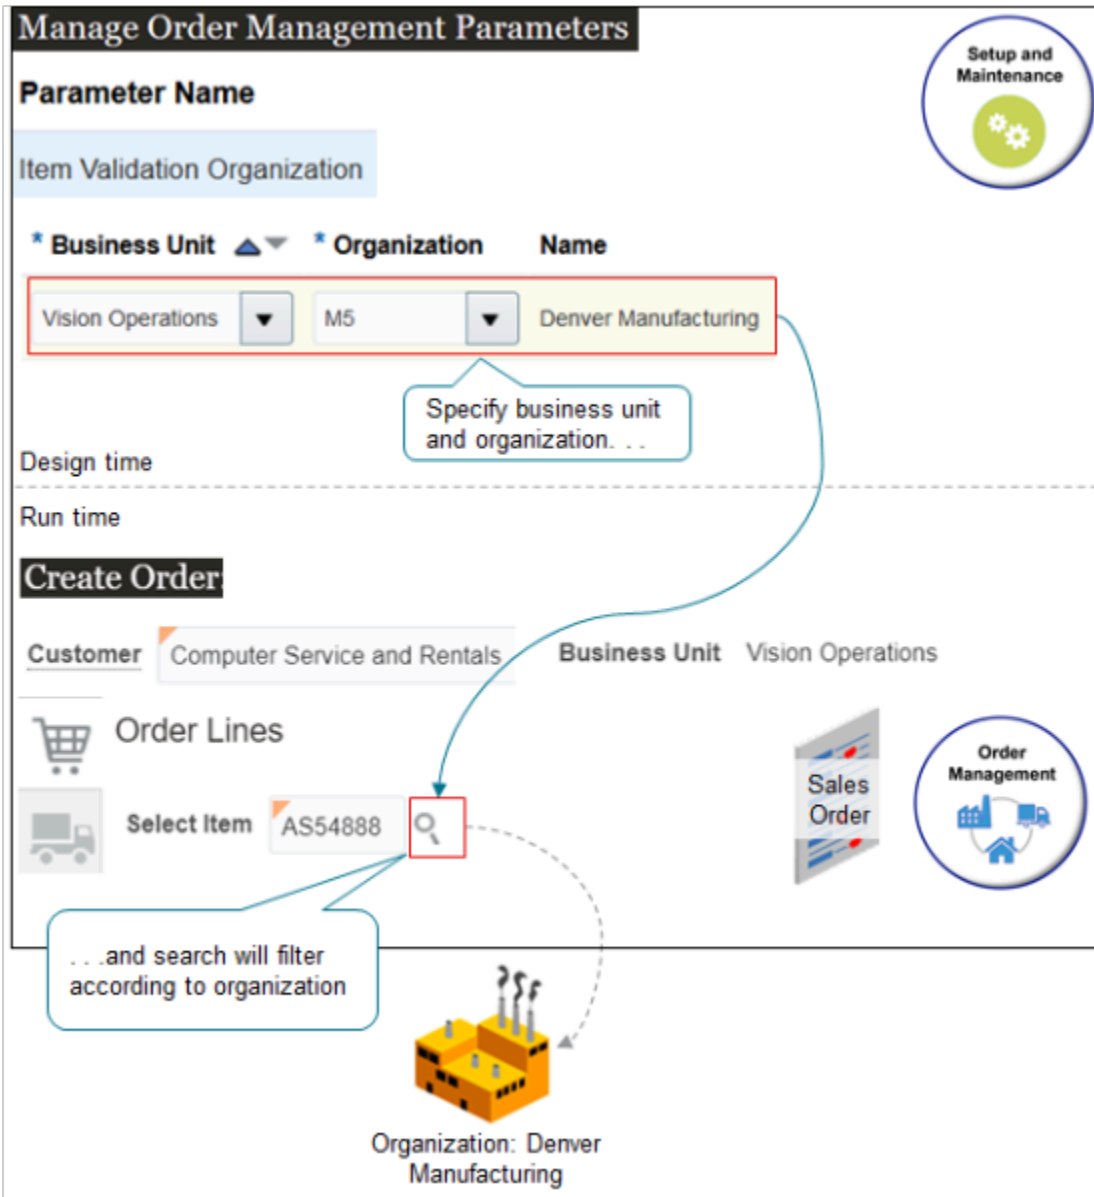 Manage Order Management Parameters
Setup and
Maintenance
Parameter Name
Item Validation Organization
* Business Unit * Organization Name
Vision Operations M5 Denver Manufacturing
Specify business unit
and organization. . .
Design time
Run time
Create Order:
Customer Computer Service and Rentals Business Unit Vision Operations
Order Lines
Order
Management
Sales
Order
Select Item AS54888
. . .and search will filter
according to organization
Organization: Denver
Manufacturing